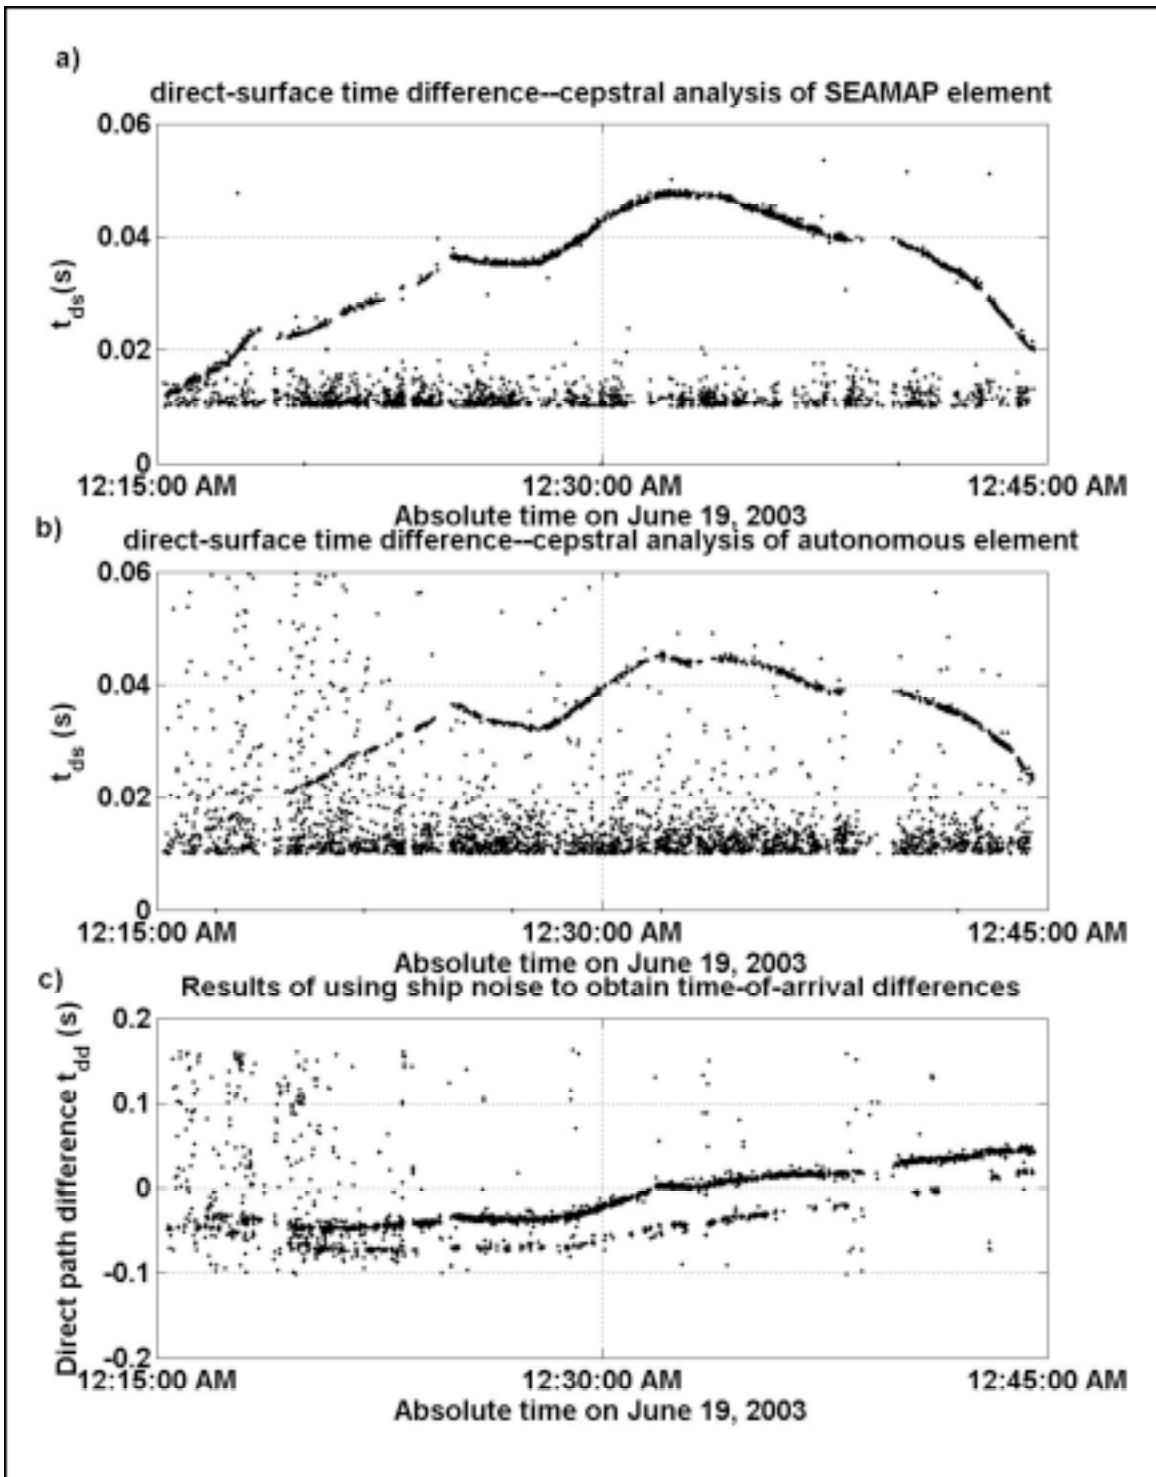 a)
direct-surface time difference--cepstral analysis of SEAMAP element
0.06
0.04
0.02
0
t_ds(s)
12:15:00 AM 12:30:00 AM 12:45:00 AM
Absolute time on June 19, 2003
b)
direct-surface time difference--cepstral analysis of autonomous element
0.06
0.04
0.02
0
t_ds (s)
12:15:00 AM 12:30:00 AM 12:45:00 AM
Absolute time on June 19, 2003
c)
Results of using ship noise to obtain time-of-arrival differences
0.2
0.1
0
-0.1
-0.2
Direct path difference t_dd (s)
12:15:00 AM 12:30:00 AM 12:45:00 AM
Absolute time on June 19, 2003